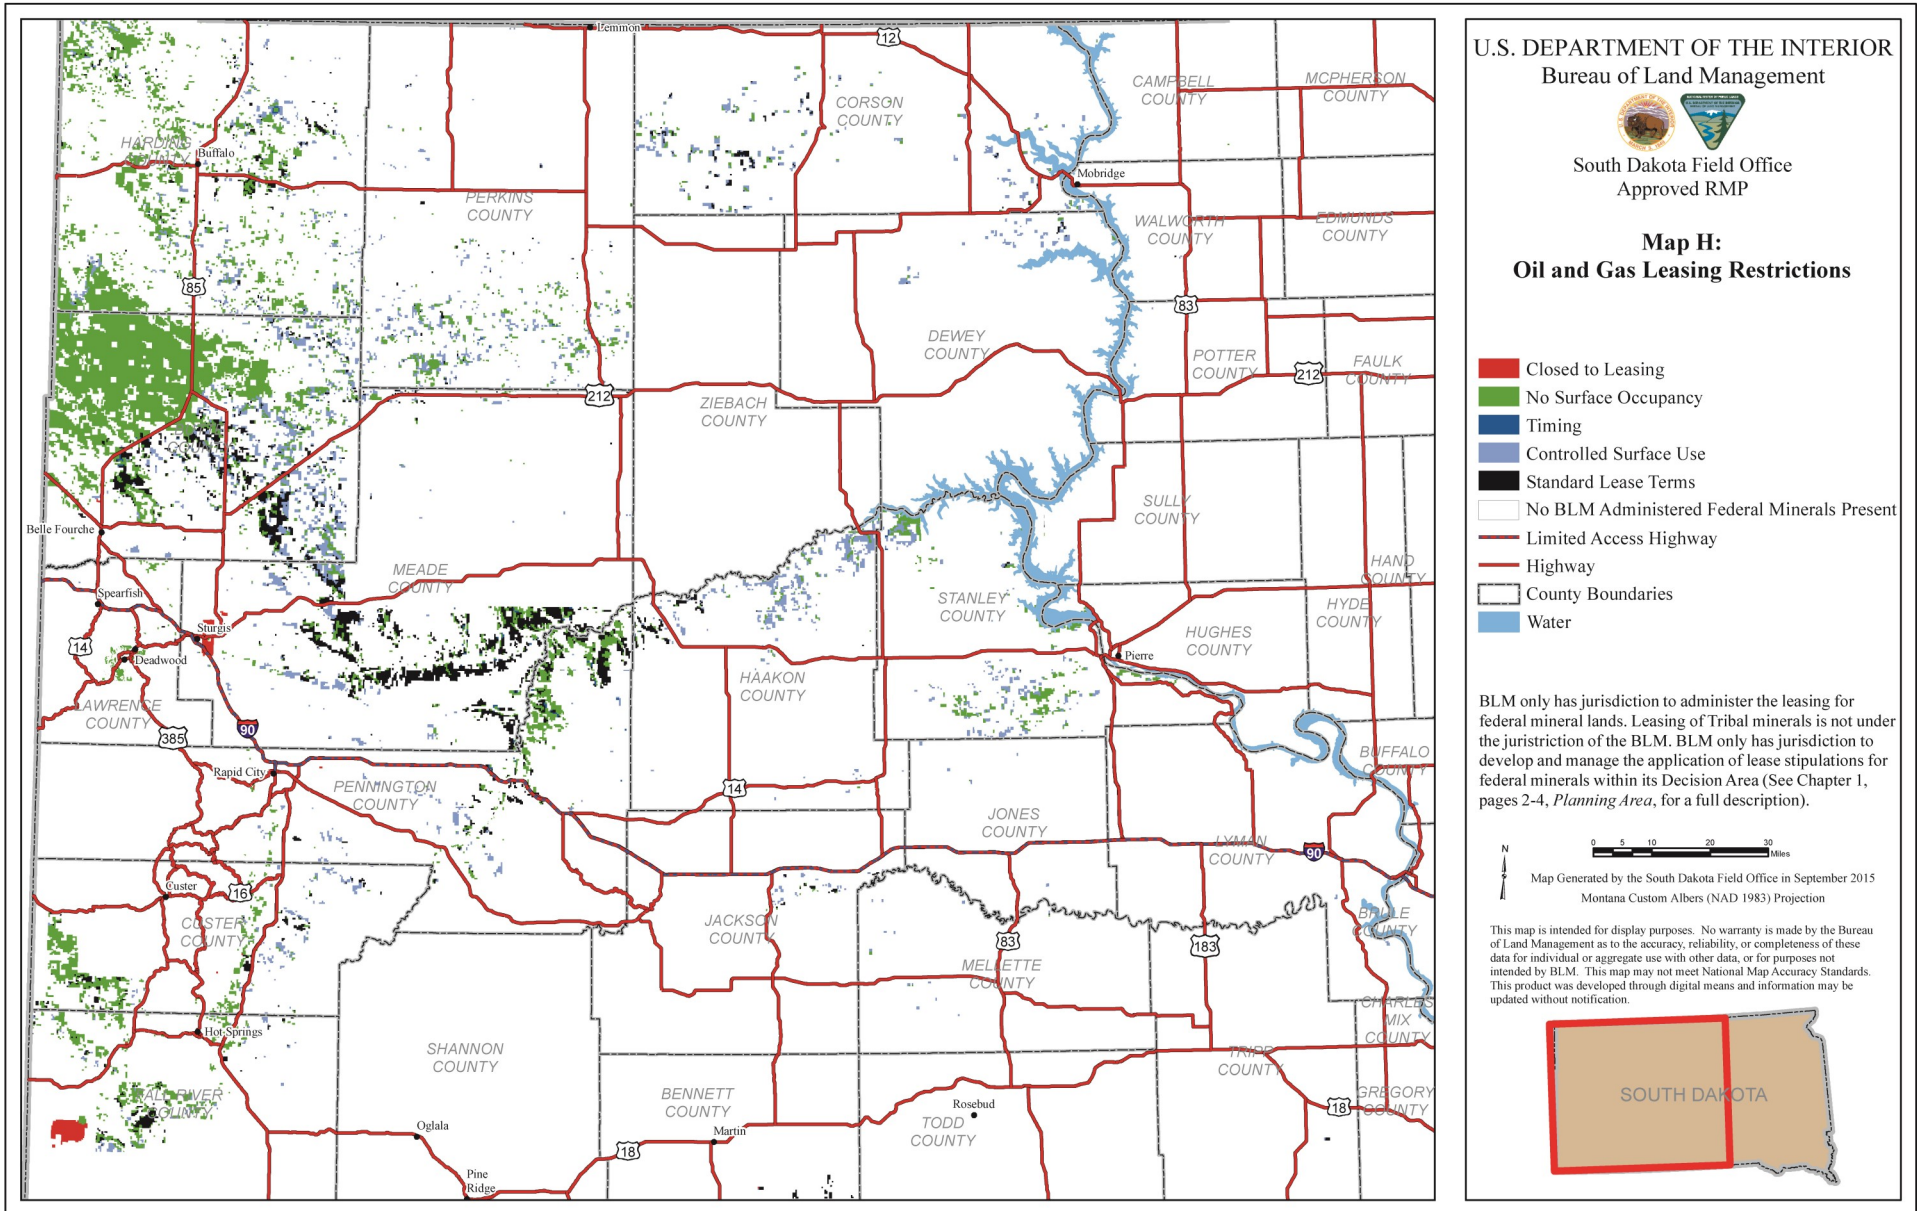 Lemmon
12
CAMPBELL
COUNTY
MCPHERSON
COUNTY
CORSON
COUNTY
HARDING
COUNTY
Buffalo
Mobridge
PERKINS
COUNTY
WALWORTH
COUNTY
EDMUNDS
COUNTY
85
83
DEWEY
COUNTY
POTTER
COUNTY
212
FAULK
COUNTY
212
ZIEBACH
COUNTY
SULLY
COUNTY
Belle Fourche
HAND
COUNTY
MEADE
COUNTY
Spearfish
STANLEY
COUNTY
HYDE
COUNTY
Sturgis
14
HUGHES
COUNTY
Deadwood
Pierre
HAAKON
COUNTY
LAWRENCE
COUNTY
385
90
BUFFALO
COUNTY
Rapid City
PENNINGTON
COUNTY
14
JONES
COUNTY
LYMAN
COUNTY
90
Custer
16
CUSTER
COUNTY
JACKSON
COUNTY
BRULE
COUNTY
83
183
MELLETTE
COUNTY
CHARLES
MIX
COUNTY
Hot Springs
SHANNON
COUNTY
TRIPP
COUNTY
FALL RIVER
COUNTY
BENNETT
COUNTY
GREGORY
COUNTY
18
Rosebud
TODD
COUNTY
Oglala
Martin
18
Pine
Ridge
U.S. DEPARTMENT OF THE INTERIOR
Bureau of Land Management
South Dakota Field Office
Approved RMP
Map H:
Oil and Gas Leasing Restrictions
Closed to Leasing
No Surface Occupancy
Timing
Controlled Surface Use
Standard Lease Terms
No BLM Administered Federal Minerals Present
Limited Access Highway
Highway
County Boundaries
Water
BLM only has jurisdiction to administer the leasing for
federal mineral lands. Leasing of Tribal minerals is not under
the juristriction of the BLM. BLM only has jurisdiction to
develop and manage the application of lease stipulations for
federal minerals within its Decision Area (See Chapter 1,
pages 2-4, Planning Area, for a full description).
N
0 5 10 20 30
Miles
Map Generated by the South Dakota Field Office in September 2015
Montana Custom Albers (NAD 1983) Projection
This map is intended for display purposes. No warranty is made by the Bureau
of Land Management as to the accuracy, reliability, or completeness of these
data for individual or aggregate use with other data, or for purposes not
intended by BLM. This map may not meet National Map Accuracy Standards.
This product was developed through digital means and information may be
updated without notification.
SOUTH DAKOTA